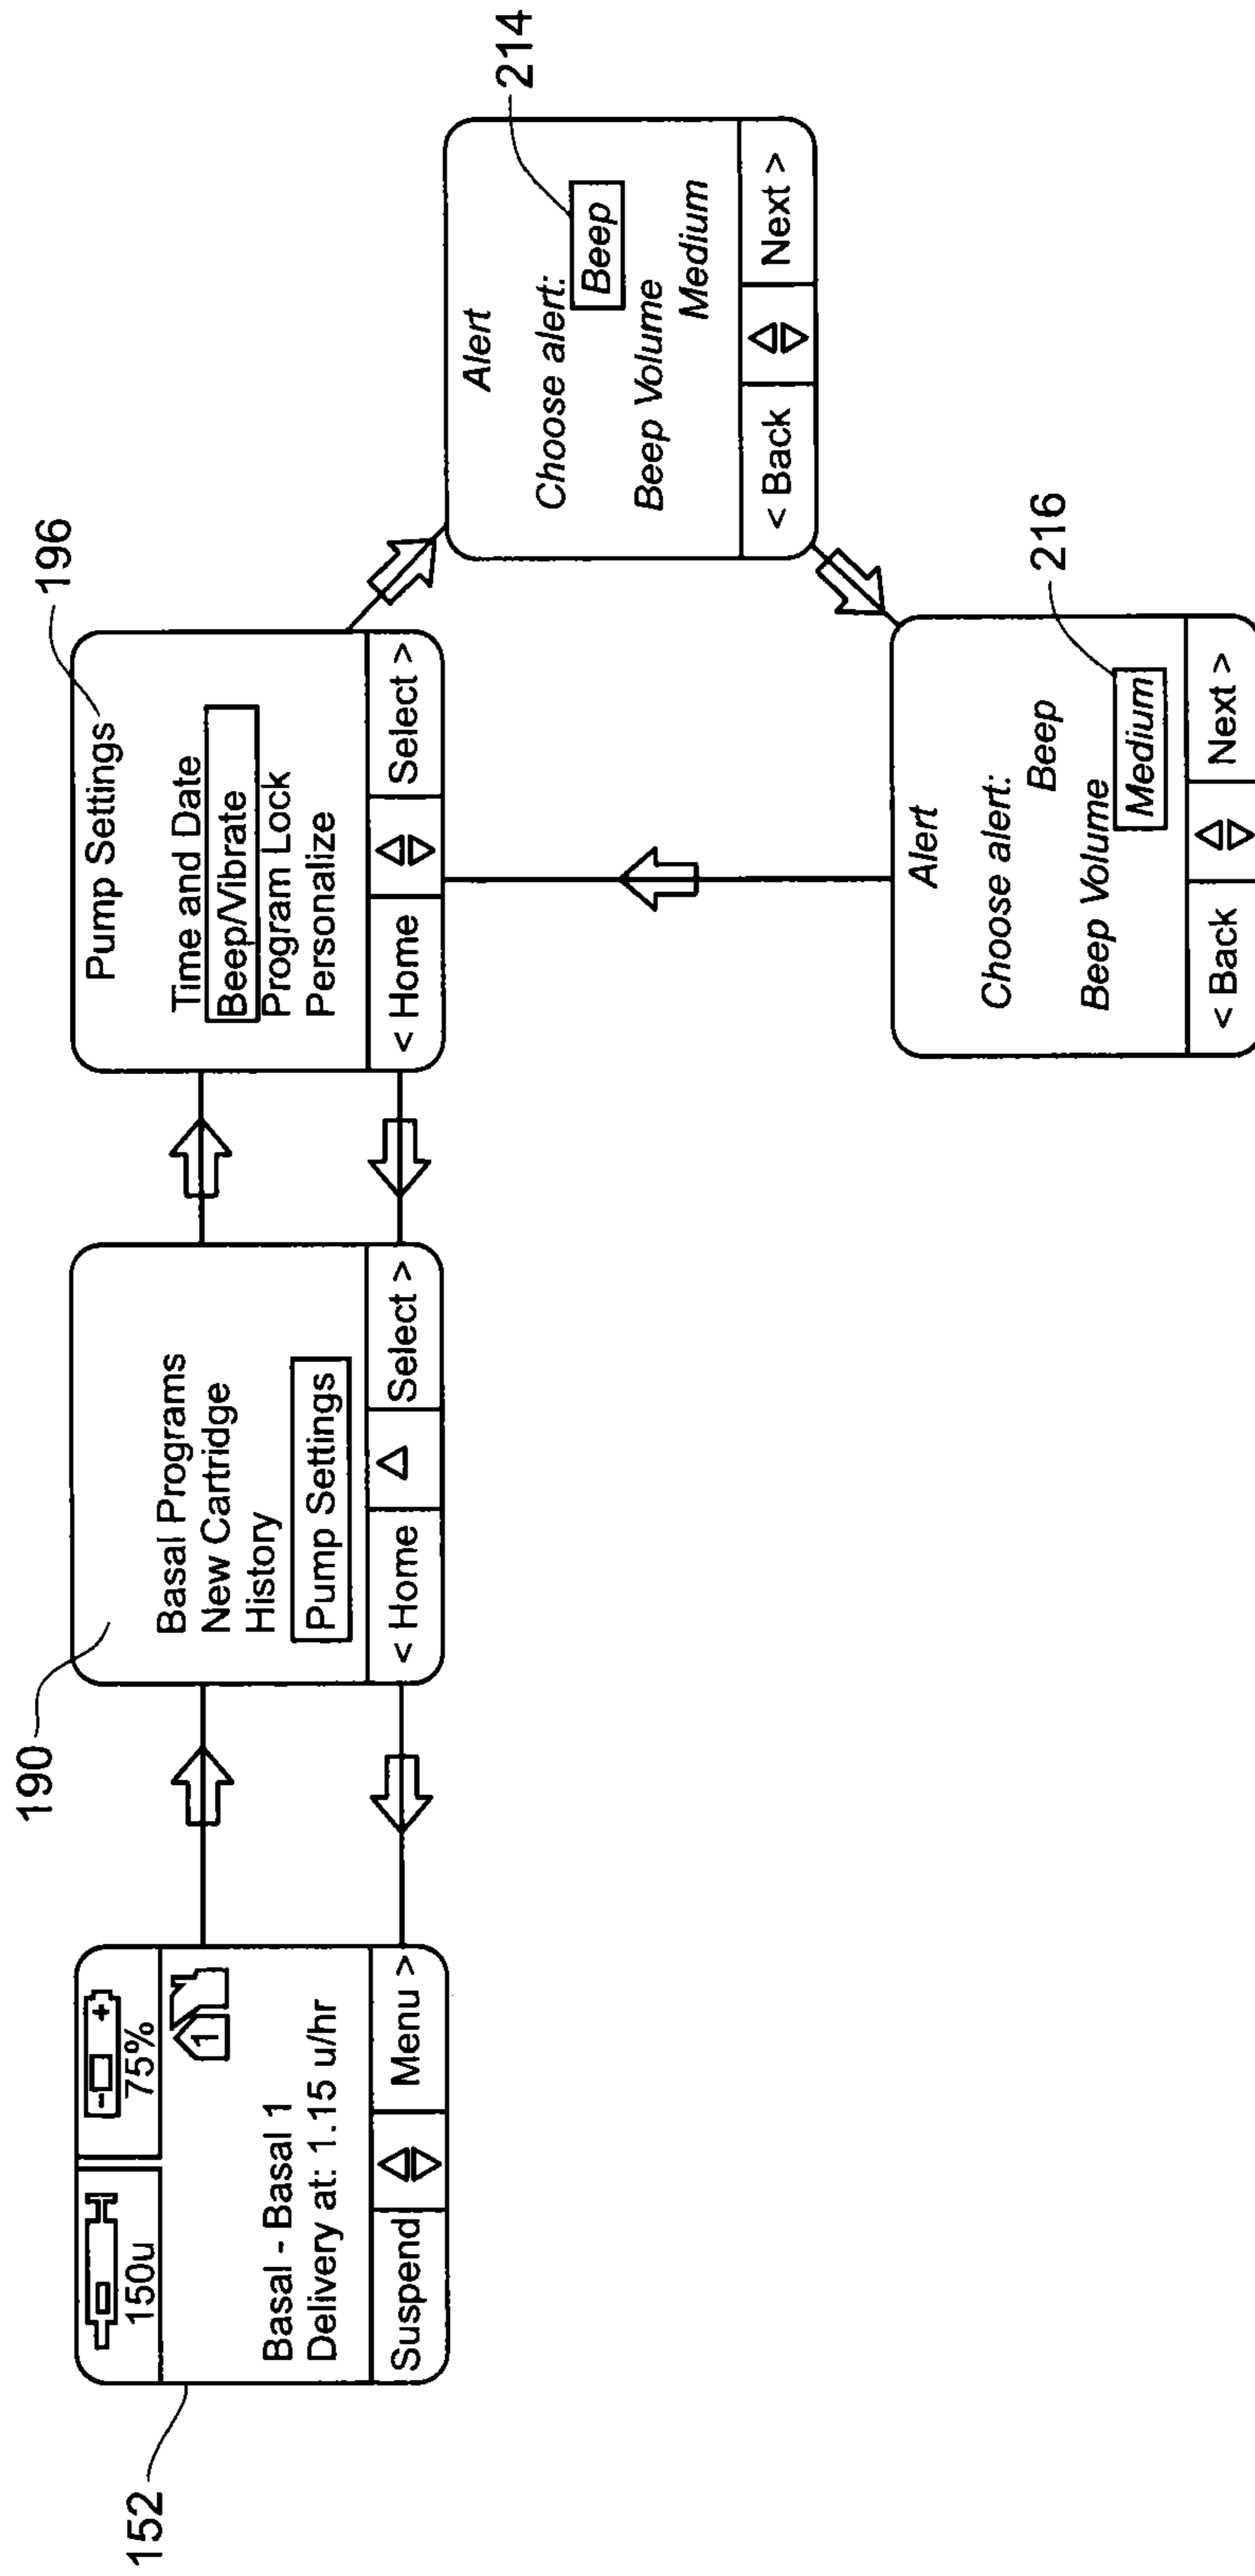 152
150u
- +
75%
1
Basal - Basal 1
Delivery at: 1.15 u/hr
Suspend
Menu >
190
Basal Programs
New Cartridge
History
Pump Settings
< Home
Select >
196
Pump Settings
Time and Date
Beep/Vibrate
Program Lock
Personalize
< Home
Select >
214
Alert
Choose alert:
Beep
Beep Volume
Medium
< Back
Next >
216
Alert
Choose alert:
Beep
Beep Volume
Medium
< Back
Next >